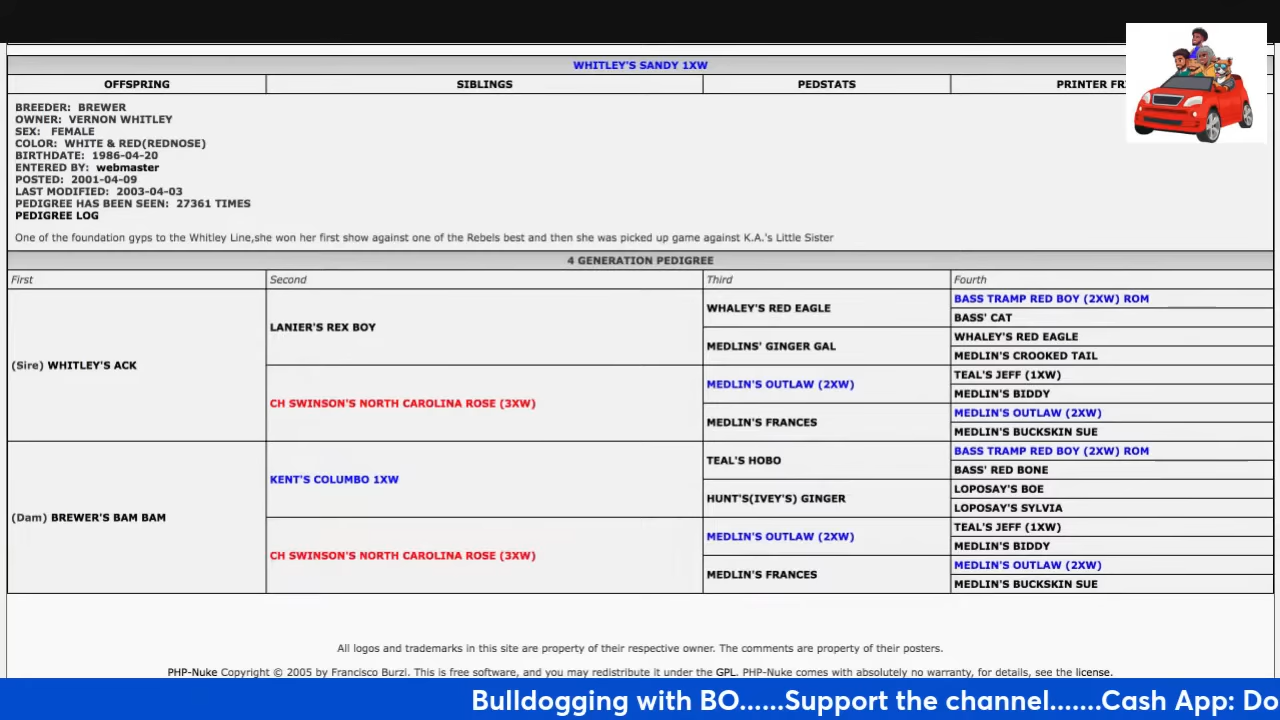 WHITLEY'S SANDY 1XW
OFFSPRING SIBLINGS PEDSTATS PRINTER
BREEDER: BREWER
OWNER: VERNON WHITLEY
SEX: FEMALE
COLOR: WHITE & RED(REDNOSE)
BIRTHDATE: 1986-04-20
ENTERED BY: webmaster
POSTED: 2001-04-09
LAST MODIFIED: 2003-04-03
PEDIGREE HAS BEEN SEEN: 27361 TIMES
PEDIGREE LOG
One of the foundation gyps to the Whitley Line,she won her first show against one of the Rebels best and then she was picked up game against K.A.'s Little Sister
4 GENERATION PEDIGREE
First Second Third Fourth
(Sire) WHITLEY'S ACK
LANIER'S REX BOY
WHALEY'S RED EAGLE
BASS TRAMP RED BOY (2XW) ROM
BASS' CAT
MEDLINS' GINGER GAL
WHALEY'S RED EAGLE
MEDLIN'S CROOKED TAIL
CH SWINSON'S NORTH CAROLINA ROSE (3XW)
MEDLIN'S OUTLAW (2XW)
TEAL'S JEFF (1XW)
MEDLIN'S BIDDY
MEDLIN'S FRANCES
MEDLIN'S OUTLAW (2XW)
MEDLIN'S BUCKSKIN SUE
(Dam) BREWER'S BAM BAM
KENT'S COLUMBO 1XW
TEAL'S HOBO
BASS TRAMP RED BOY (2XW) ROM
BASS' RED BONE
HUNT'S(IVEY'S) GINGER
LOPOSAY'S BOE
LOPOSAY'S SYLVIA
CH SWINSON'S NORTH CAROLINA ROSE (3XW)
MEDLIN'S OUTLAW (2XW)
TEAL'S JEFF (1XW)
MEDLIN'S BIDDY
MEDLIN'S FRANCES
MEDLIN'S OUTLAW (2XW)
MEDLIN'S BUCKSKIN SUE
All logos and trademarks in this site are property of their respective owner. The comments are property of their posters.
PHP-Nuke Copyright © 2005 by Francisco Burzi. This is free software, and you may redistribute it under the GPL. PHP-Nuke comes with absolutely no warranty, for details, see the license.
Bulldogging with BO......Support the channel.......Cash App: Do